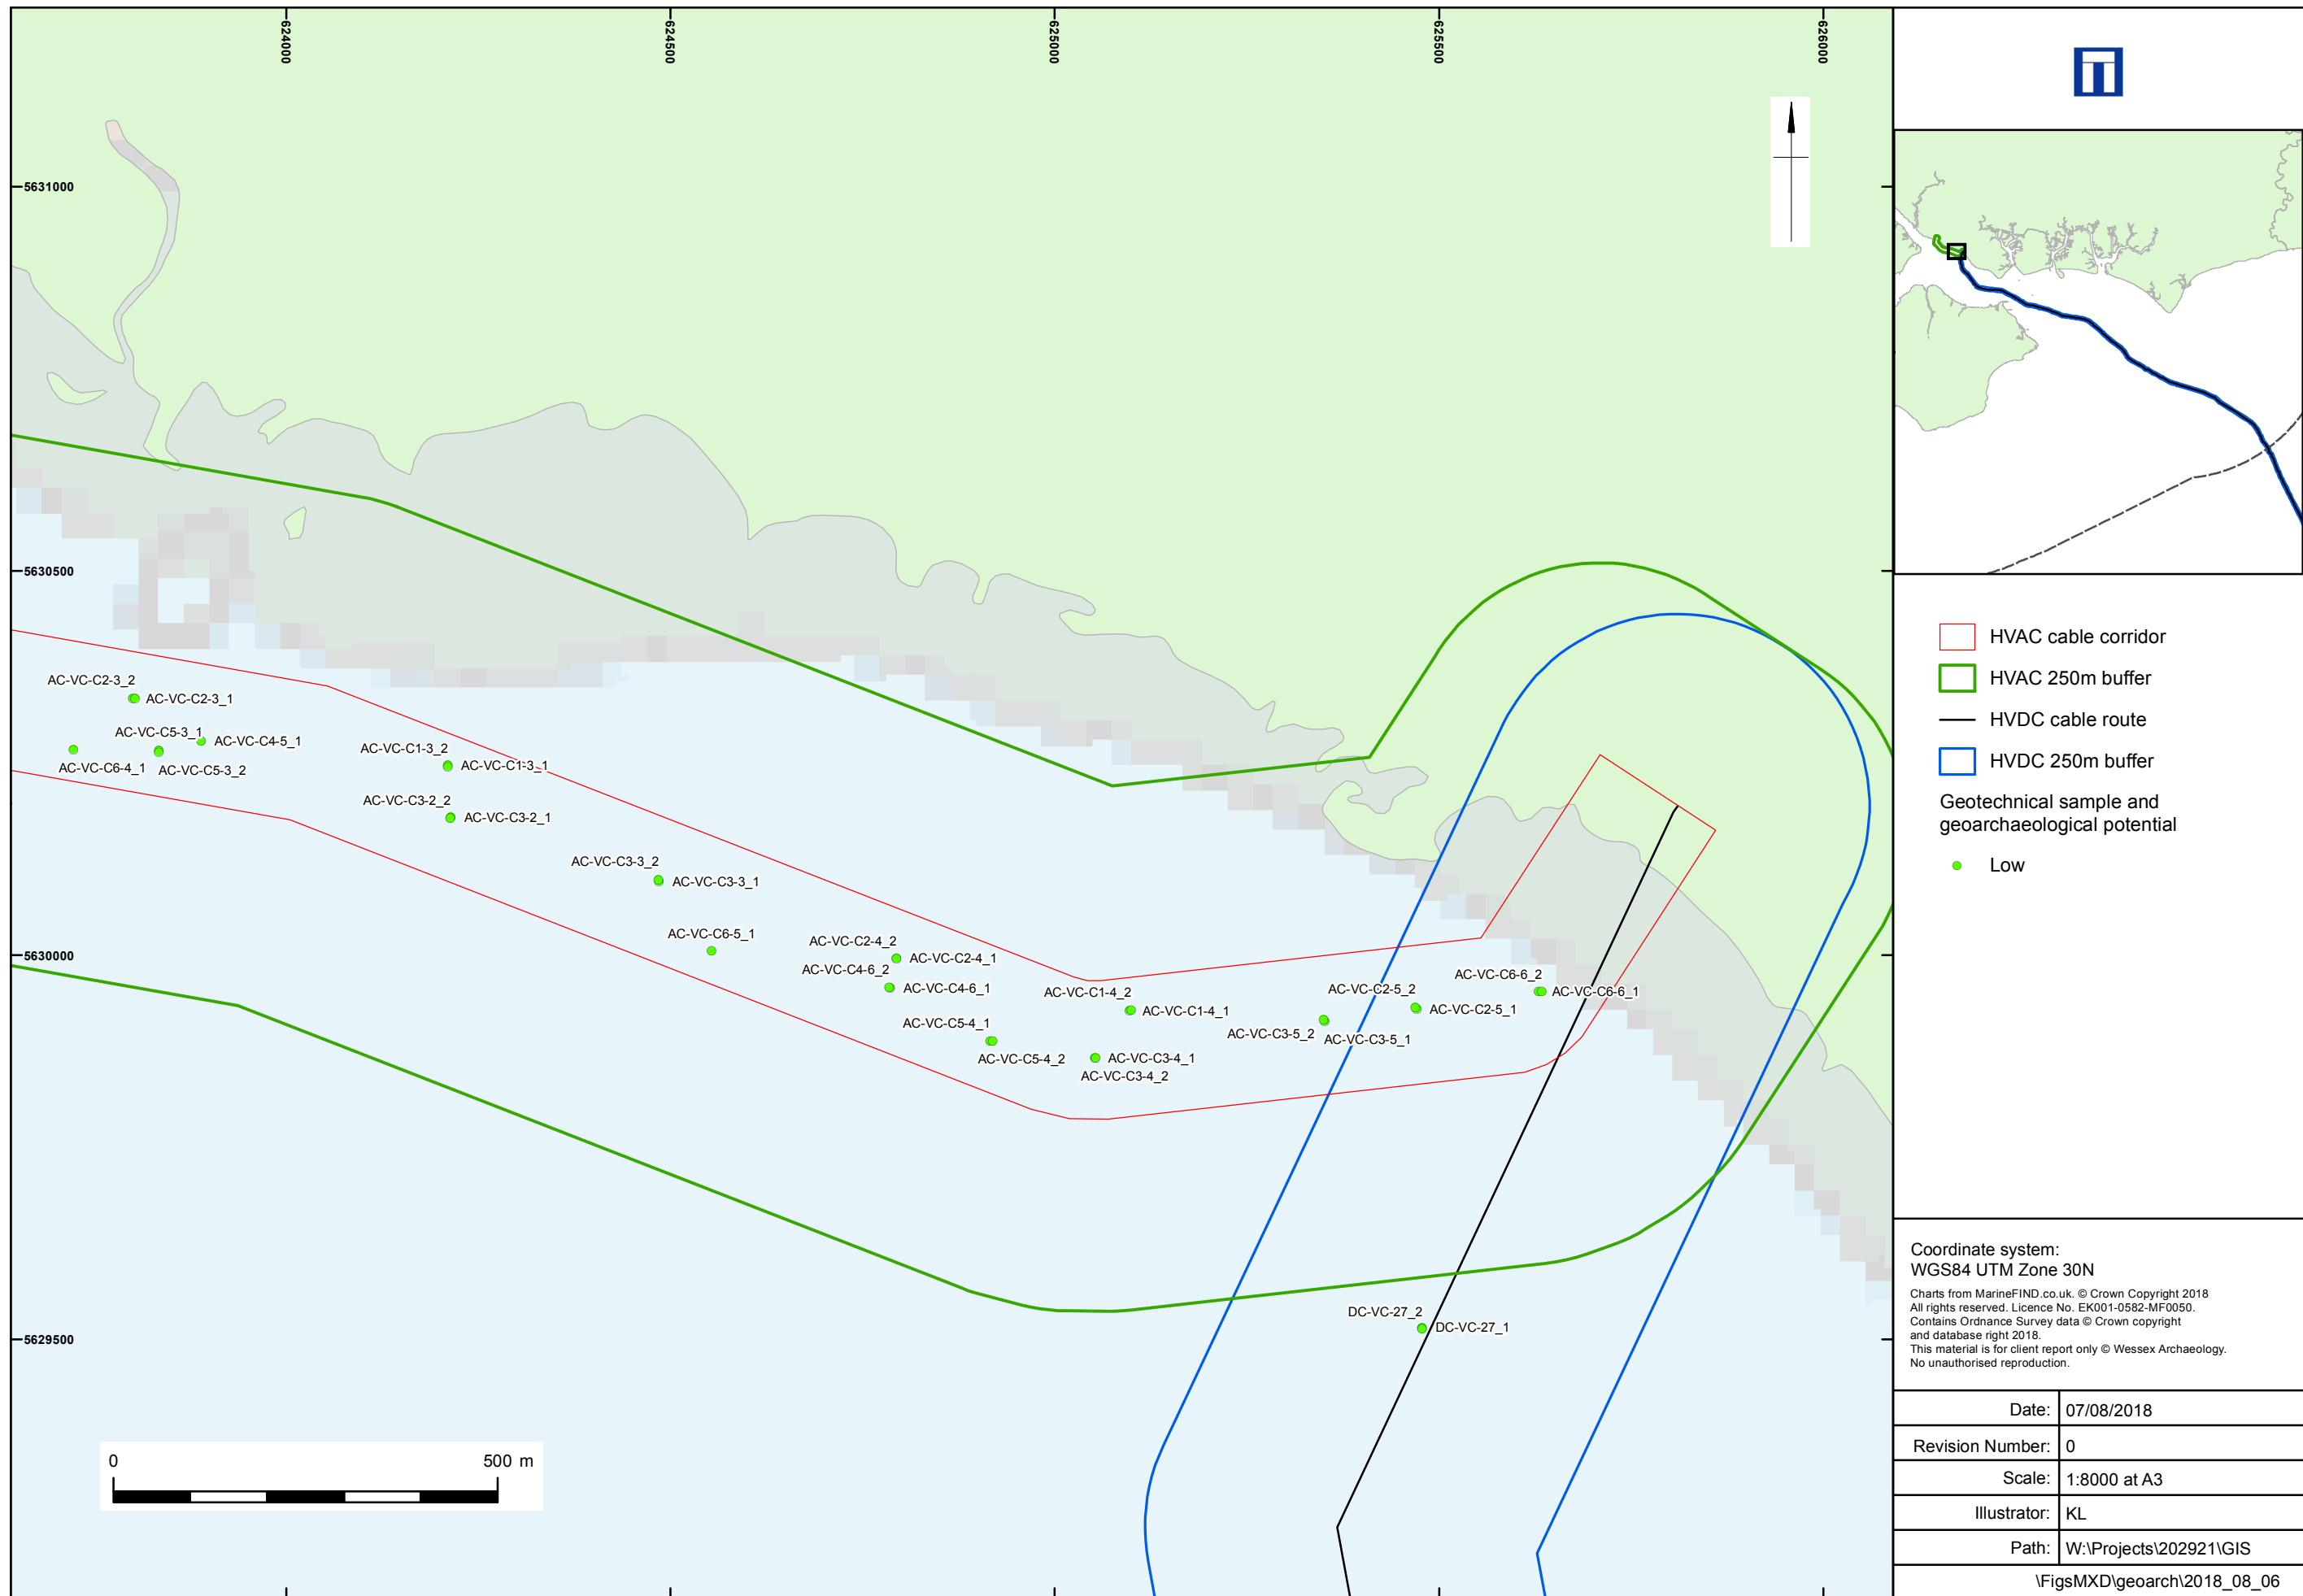 624000
624500
625000
625500
626000
5631000
5630500
5630000
5629500
AC-VC-C2-3_2
AC-VC-C2-3_1
AC-VC-C5-3_1
AC-VC-C4-5_1
AC-VC-C6-4_1
AC-VC-C5-3_2
AC-VC-C1-3_2
AC-VC-C1-3_1
AC-VC-C3-2_2
AC-VC-C3-2_1
AC-VC-C3-3_2
AC-VC-C3-3_1
AC-VC-C6-5_1
AC-VC-C2-4_2
AC-VC-C2-4_1
AC-VC-C4-6_2
AC-VC-C4-6_1
AC-VC-C5-4_1
AC-VC-C5-4_2
AC-VC-C1-4_2
AC-VC-C1-4_1
AC-VC-C3-4_1
AC-VC-C3-4_2
AC-VC-C2-5_2
AC-VC-C2-5_1
AC-VC-C3-5_2
AC-VC-C3-5_1
AC-VC-C6-6_2
AC-VC-C6-6_1
DC-VC-27_2
DC-VC-27_1
0 500 m
HVAC cable corridor
HVAC 250m buffer
HVDC cable route
HVDC 250m buffer
Geotechnical sample and
geoarchaeological potential
Low
Coordinate system:
WGS84 UTM Zone 30N
Charts from MarineFIND.co.uk. © Crown Copyright 2018
All rights reserved. Licence No. EK001-0582-MF0050.
Contains Ordnance Survey data © Crown copyright
and database right 2018.
This material is for client report only © Wessex Archaeology.
No unauthorised reproduction.
Date: 07/08/2018
Revision Number: 0
Scale: 1:8000 at A3
Illustrator: KL
Path: W:\Projects\202921\GIS
\FigsMXD\geoarch\2018_08_06